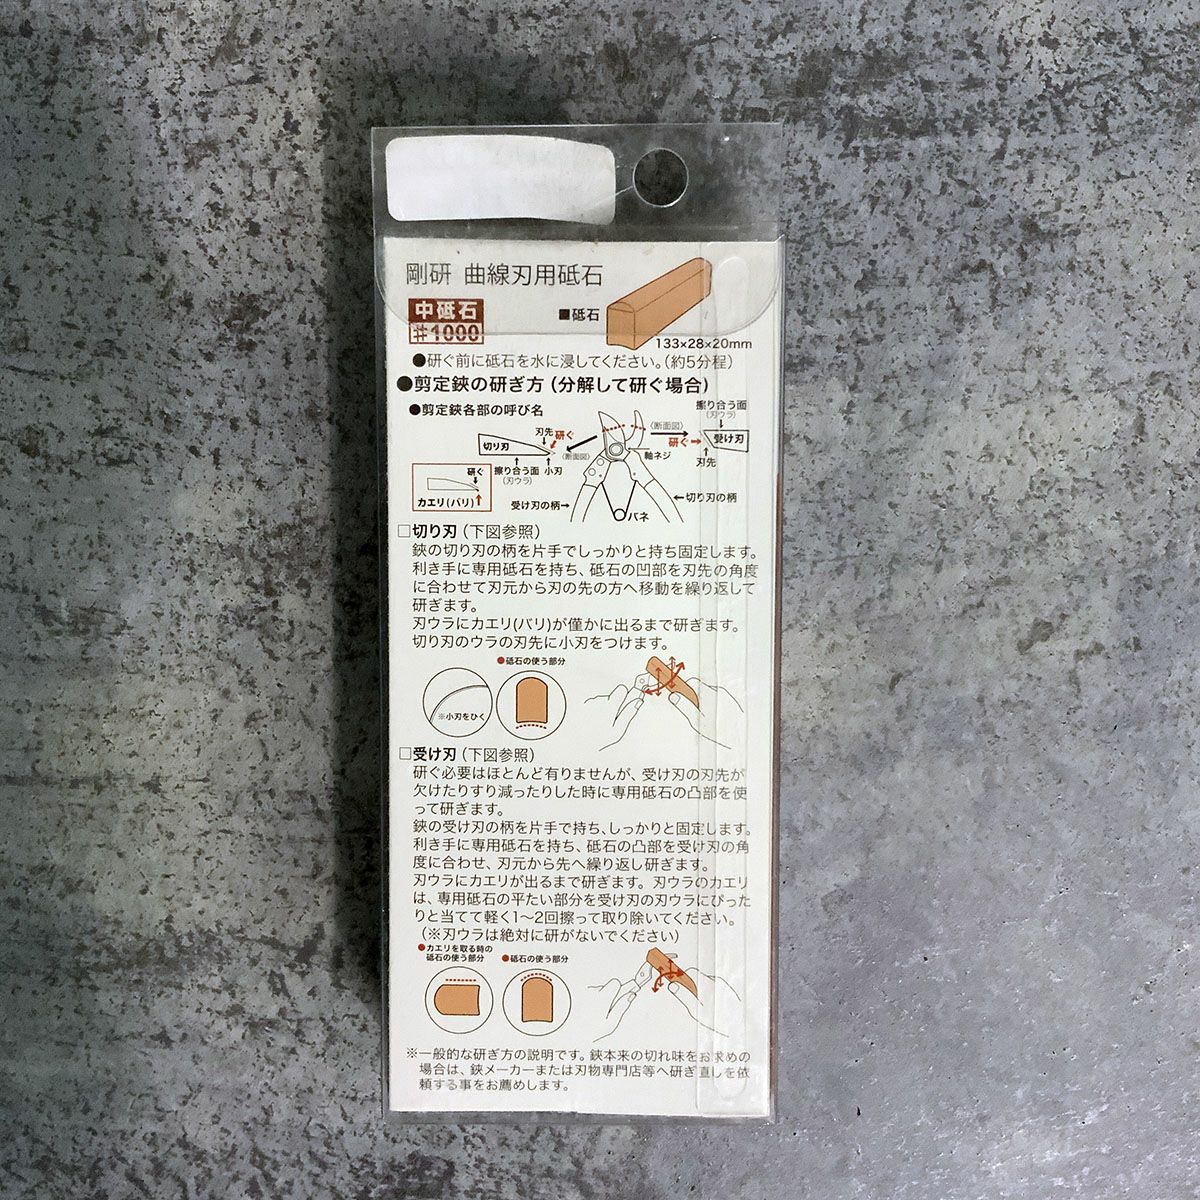 剛研 曲線刃用砥石
中砥石
#1000
■砥石
133×28×20mm
●研ぐ前に砥石を水に浸してください。(約5分程)
●剪定鋏の研ぎ方(分解して研ぐ場合)
●剪定鋏各部の呼び名
擦り合う面
(刃ウラ)
刃先
研ぐ
切り刃
〈断面図〉
研ぐ
受け刃
擦り合う面
(刃ウラ)
小刃
〈断面図〉
軸ネジ
刃先
研ぐ
カエリ(バリ)
受け刃の柄
切り刃の柄
バネ
□切り刃(下図参照)
鋏の切り刃の柄を片手でしっかりと持ち固定します。
利き手に専用砥石を持ち、砥石の凹部を刃先の角度
に合わせて刃元から刃の先の方へ移動を繰り返して
研ぎます。
刃ウラにカエリ(バリ)が僅かに出るまで研ぎます。
切り刃のウラの刃先に小刃をつけます。
●砥石の使う部分
※小刃をひく
□受け刃(下図参照)
研ぐ必要はほとんど有りませんが、受け刃の刃先が
欠けたりすり減ったりした時に専用砥石の凸部を使
って研ぎます。
鋏の受け刃の柄を片手で持ち、しっかりと固定します。
利き手に専用砥石を持ち、砥石の凸部を受け刃の角
度に合わせ、刃元から先へ繰り返し研ぎます。
刃ウラにカエリが出るまで研ぎます。刃ウラのカエリ
は、専用砥石の平たい部分を受け刃の刃ウラにぴった
りと当てて軽く1〜2回擦って取り除いてください。
(※刃ウラは絶対に研がないでください)
●カエリを取る時の
砥石の使う部分
●砥石の使う部分
※一般的な研ぎ方の説明です。鋏本来の切れ味をお求めの
場合は、鋏メーカーまたは刃物専門店等へ研ぎ直しを依
頼する事をお薦めします。